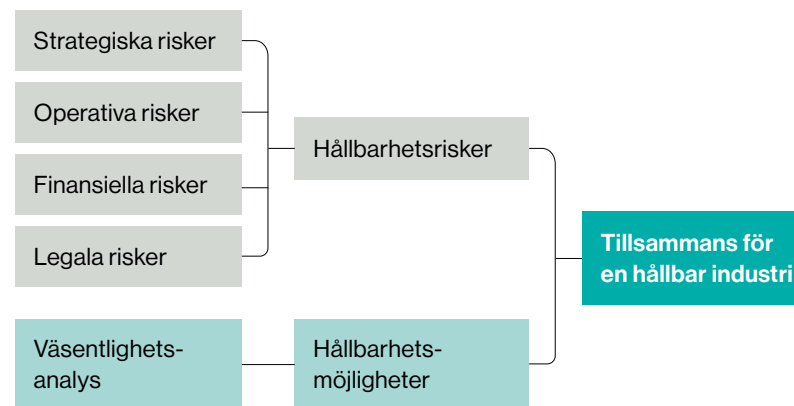 Strategiska risker
Operativa risker
Finansiella risker
Legala risker
Hållbarhetsrisker
Väsentlighets-
analys
Hållbarhets-
möjligheter
Tillsammans för
en hållbar industri